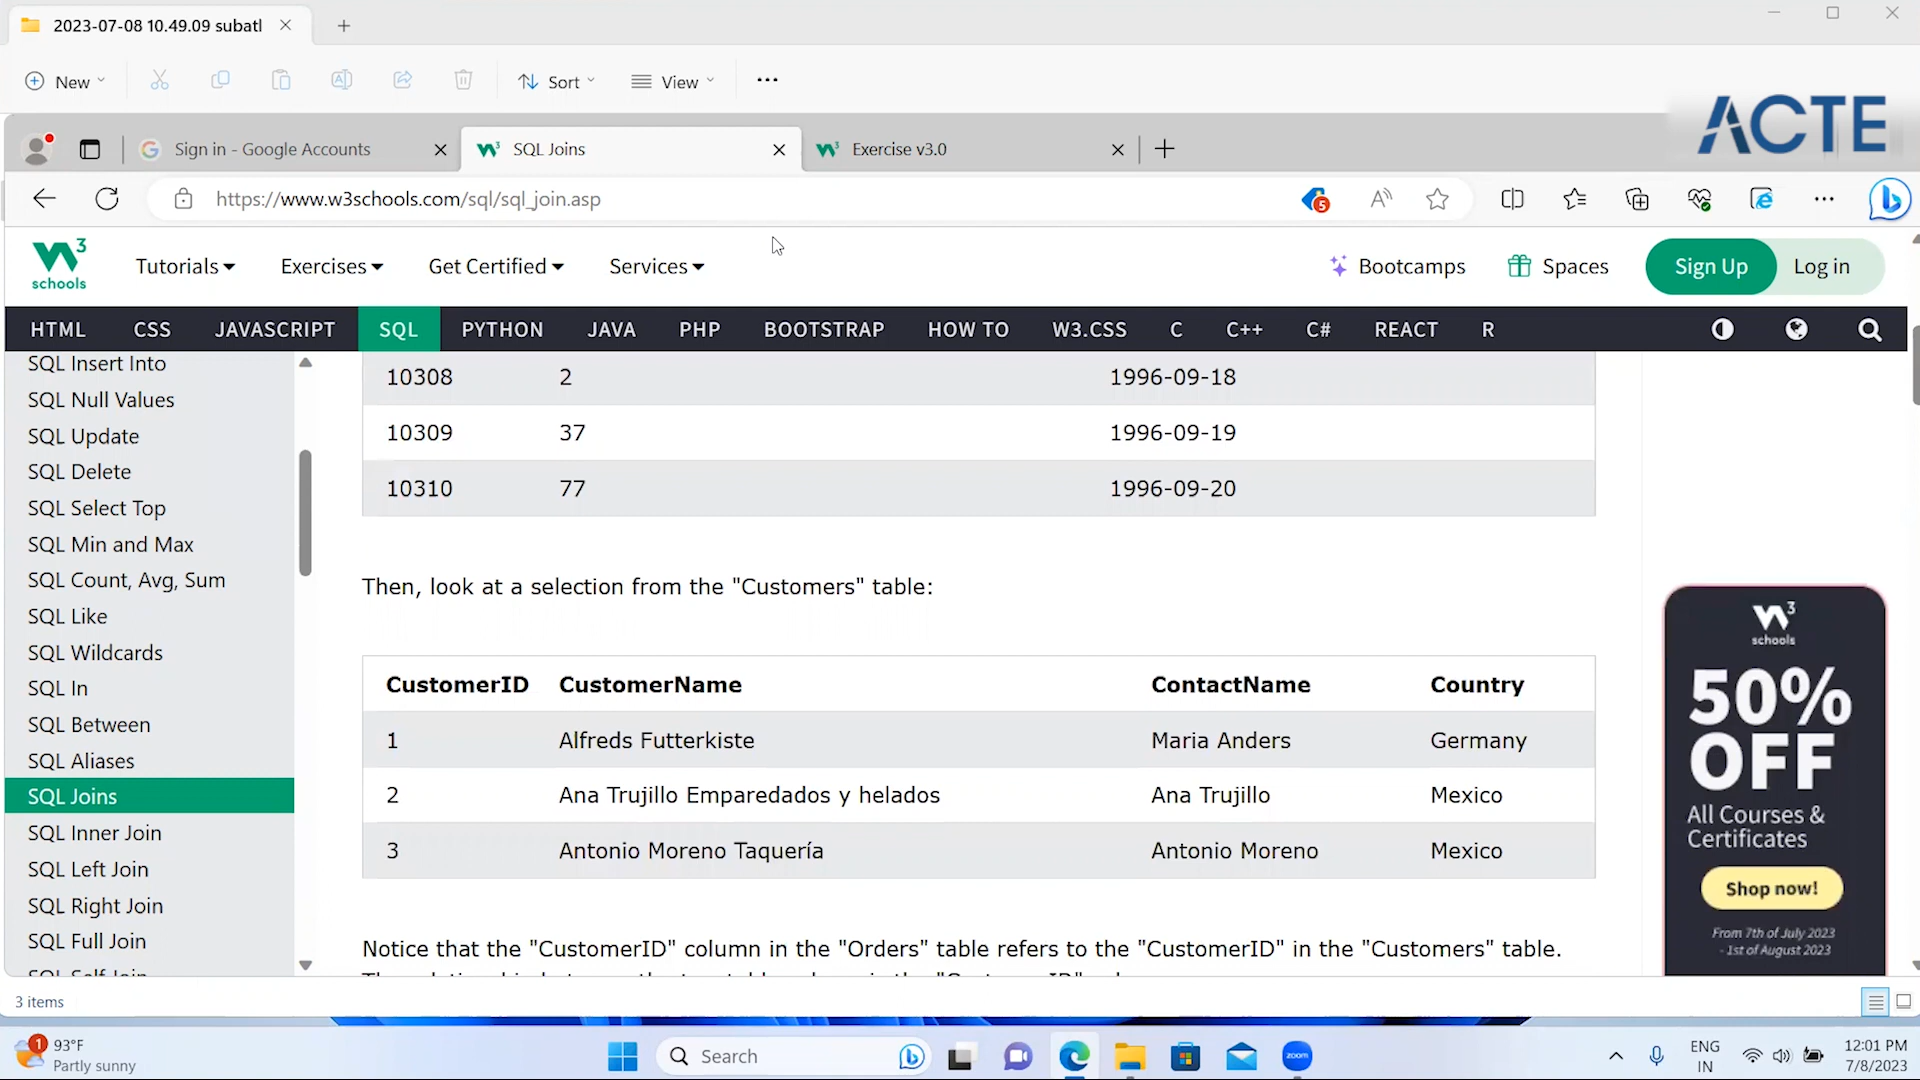 2023-07-08 10.49.09 subatl
New
Sort
View
ACTE
Sign in - Google Accounts
SQL Joins
Exercise v3.0
https://www.w3schools.com/sql/sql_join.asp
5
W3 schools
Tutorials
Exercises
Get Certified
Services
Bootcamps
Spaces
Sign Up
Log in
HTML CSS JAVASCRIPT SQL PYTHON JAVA PHP BOOTSTRAP HOW TO W3.CSS C C++ C# REACT R
SQL Insert Into
SQL Null Values
SQL Update
SQL Delete
SQL Select Top
SQL Min and Max
SQL Count, Avg, Sum
SQL Like
SQL Wildcards
SQL In
SQL Between
SQL Aliases
SQL Joins
SQL Inner Join
SQL Left Join
SQL Right Join
SQL Full Join
SQL Self Join
10308 2 1996-09-18
10309 37 1996-09-19
10310 77 1996-09-20
Then, look at a selection from the "Customers" table:
CustomerID CustomerName ContactName Country
1 Alfreds Futterkiste Maria Anders Germany
2 Ana Trujillo Emparedados y helados Ana Trujillo Mexico
3 Antonio Moreno Taquería Antonio Moreno Mexico
Notice that the "CustomerID" column in the "Orders" table refers to the "CustomerID" in the "Customers" table.
W3 schools
50%
OFF
All Courses &
Certificates
Shop now!
From 7th of July 2023
- 1st of August 2023
3 items
1
93°F
Partly sunny
Search
zoom
ENG
IN
12:01 PM
7/8/2023